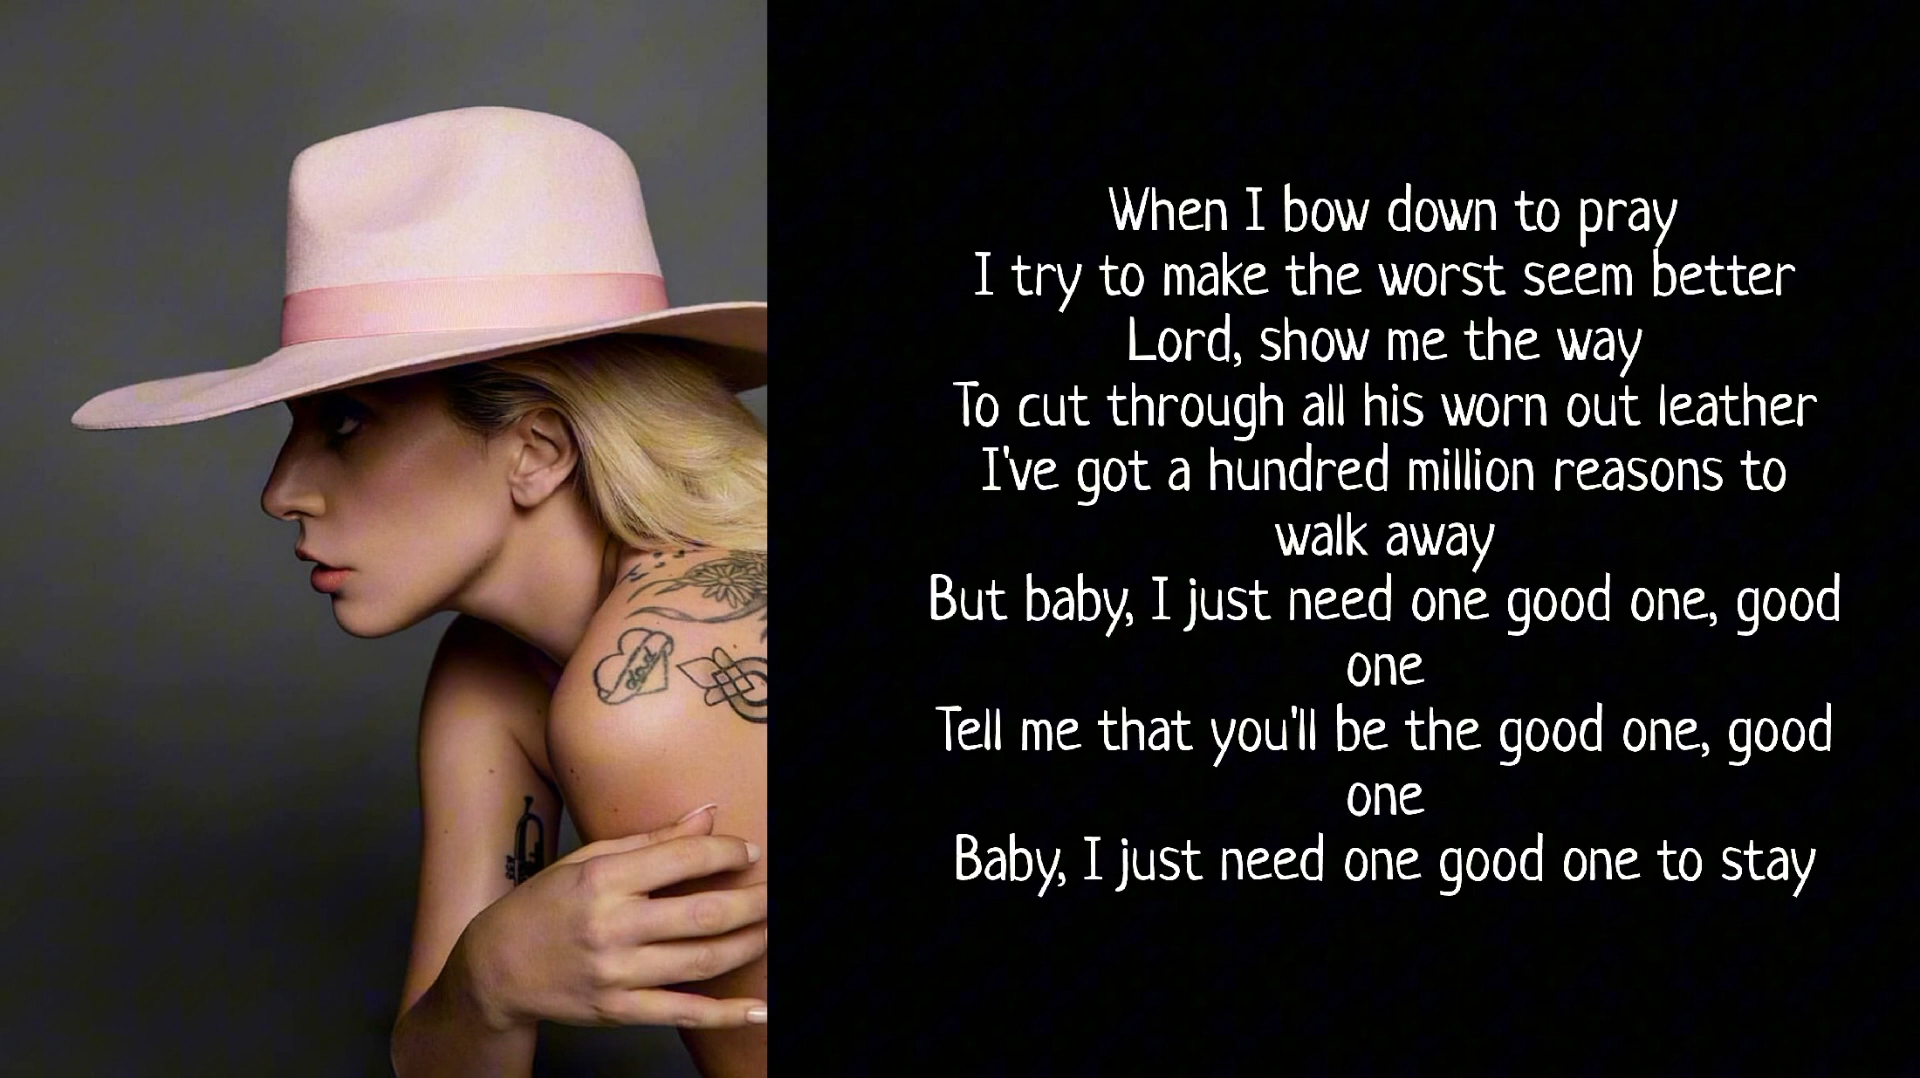 When I bow down to pray
I try to make the worst seem better
Lord, show me the way
To cut through all his worn out leather
I've got a hundred million reasons to
walk away
But baby, I just need one good one, good
one
Tell me that you'll be the good one, good
one
Baby, I just need one good one to stay
dad